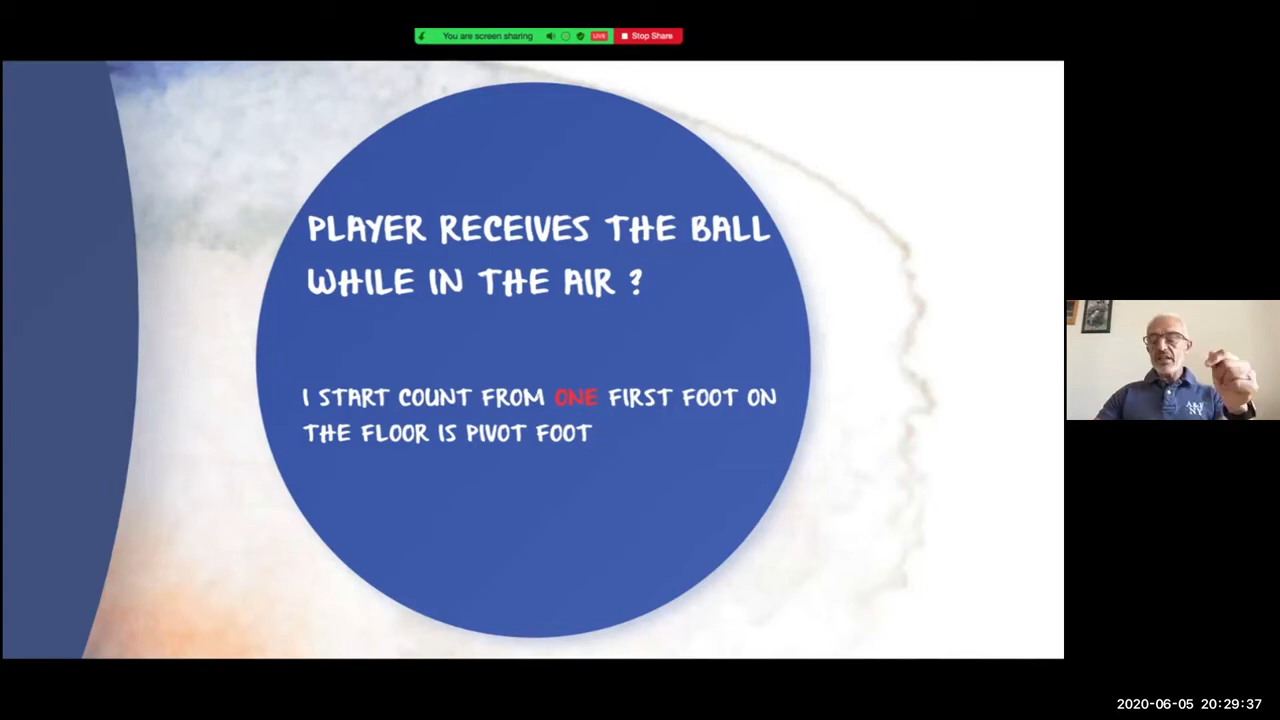 You are screen sharing LIVE Stop Share
PLAYER RECEIVES THE BALL
WHILE IN THE AIR ?
I START COUNT FROM ONE FIRST FOOT ON
THE FLOOR IS PIVOT FOOT
2020-06-05 20:29:37